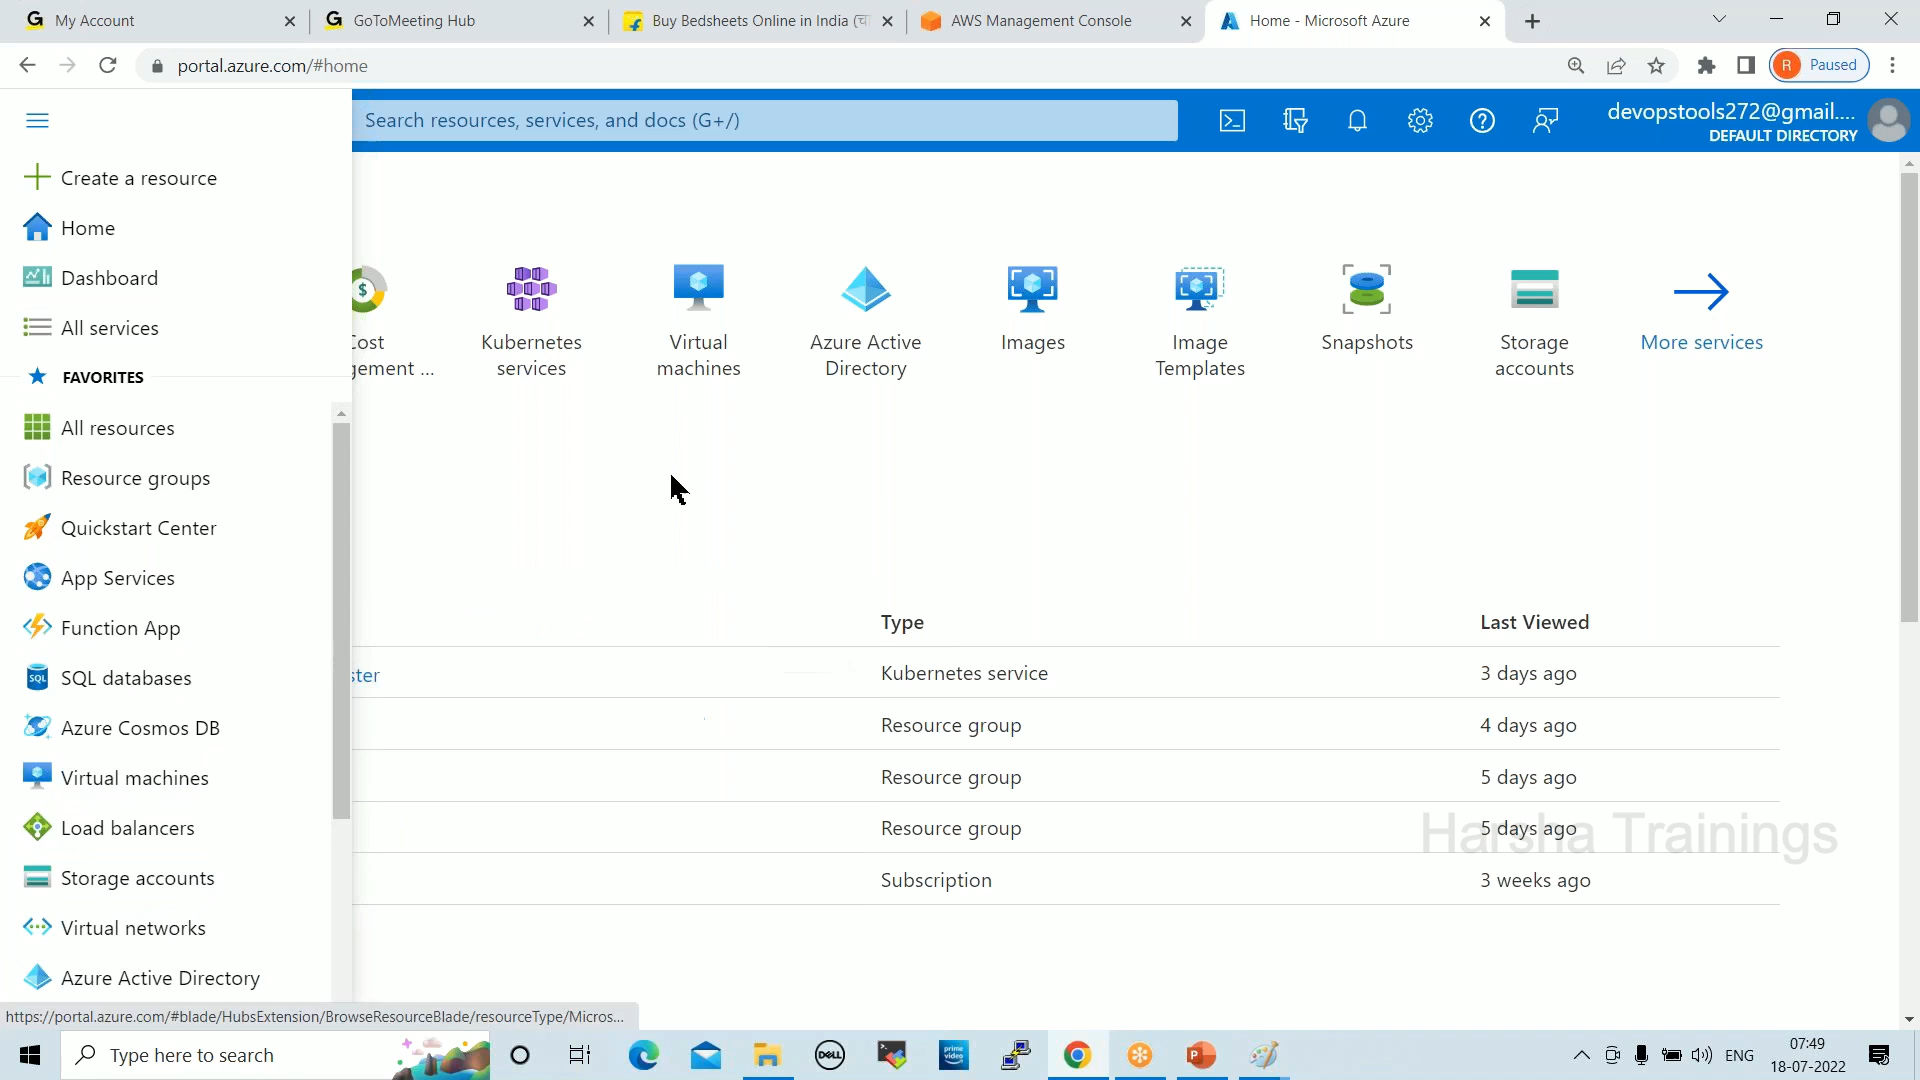 My Account
GoToMeeting Hub
Buy Bedsheets Online in India
AWS Management Console
Home - Microsoft Azure
portal.azure.com/#home
R
Paused
Search resources, services, and docs (G+/)
devopstools272@gmail....
DEFAULT DIRECTORY
Create a resource
Home
Dashboard
All services
FAVORITES
All resources
Resource groups
Quickstart Center
App Services
Function App
SQL databases
Azure Cosmos DB
Virtual machines
Load balancers
Storage accounts
Virtual networks
Azure Active Directory
Cost
gement ...
Kubernetes
services
Virtual
machines
Azure Active
Directory
Images
Image
Templates
Snapshots
Storage
accounts
More services
Type
Last Viewed
ster
Kubernetes service
3 days ago
Resource group
4 days ago
Resource group
5 days ago
Resource group
5 days ago
Subscription
3 weeks ago
Harsha Trainings
https://portal.azure.com/#blade/HubsExtension/BrowseResourceBlade/resourceType/Micros...
Type here to search
DELL
prime
video
ENG
07:49
18-07-2022